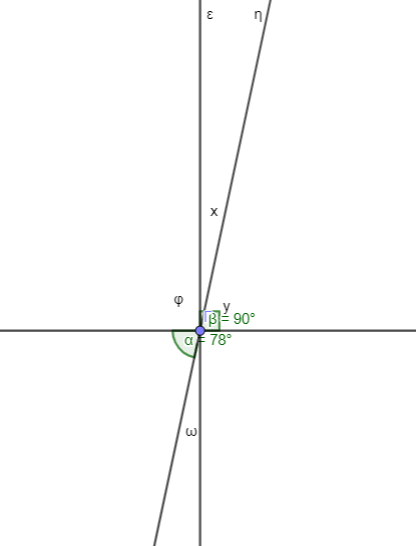 ε η
x
φ
y
β = 90°
α = 78°
ω